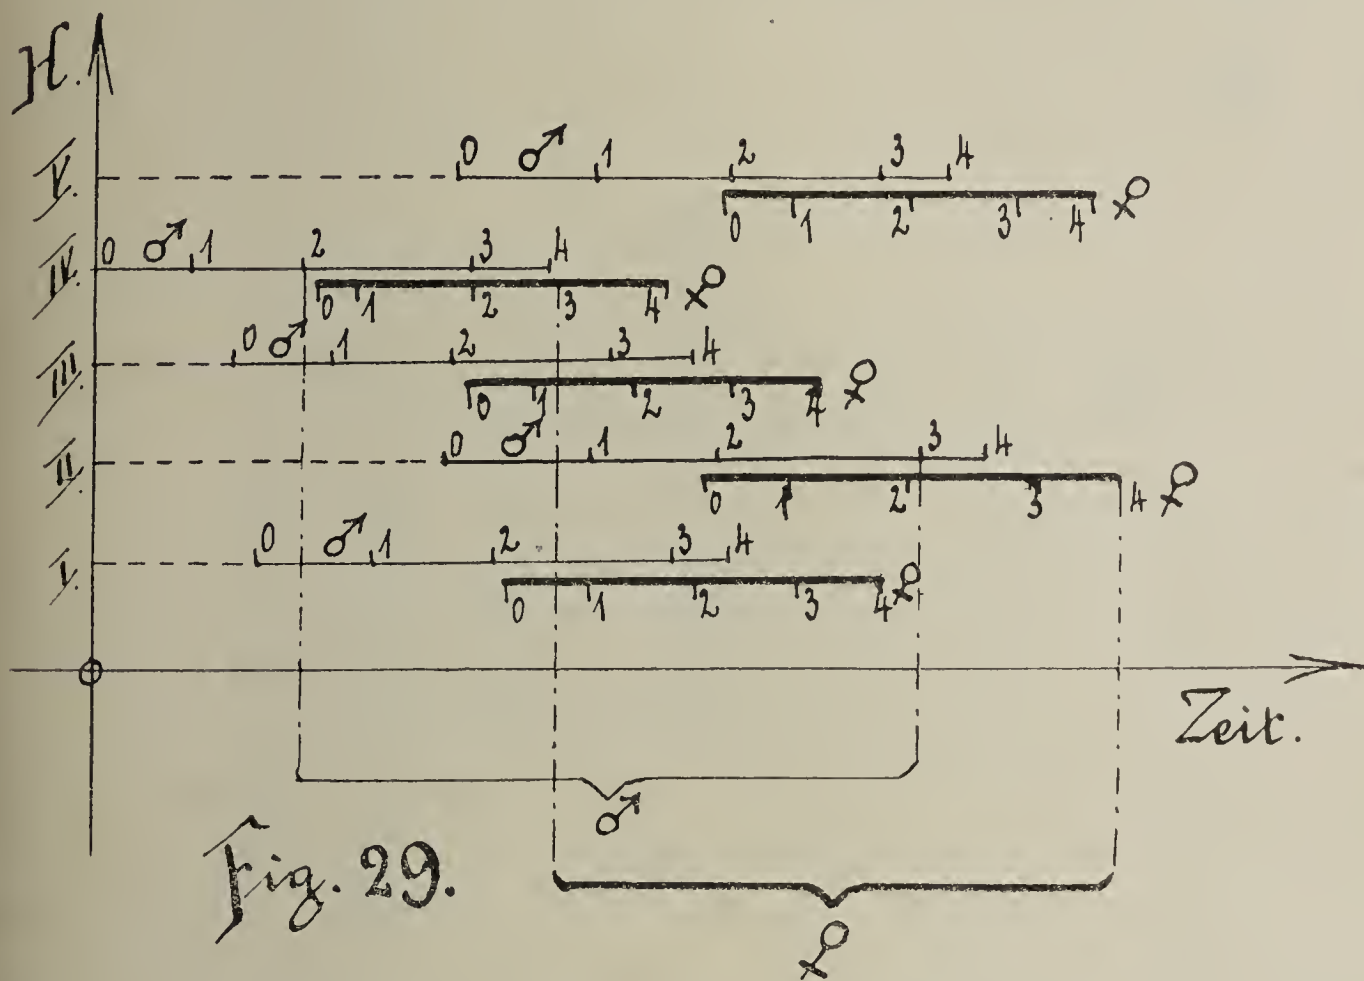 H.
0 ♂ 1 2 3 4
V.
0 1 2 3 4 ♀
0 ♂ 1 2 3 4
IV.
0 1 2 3 4 ♀
0 ♂ 1 2 3 4
III.
0 1 2 3 4 ♀
0 ♂ 1 2 3 4
II.
0 1 2 3 4 ♀
0 ♂ 1 2 3 4
I.
0 1 2 3 4 ♀
0
Zeit.
♂
Fig. 29.
♀